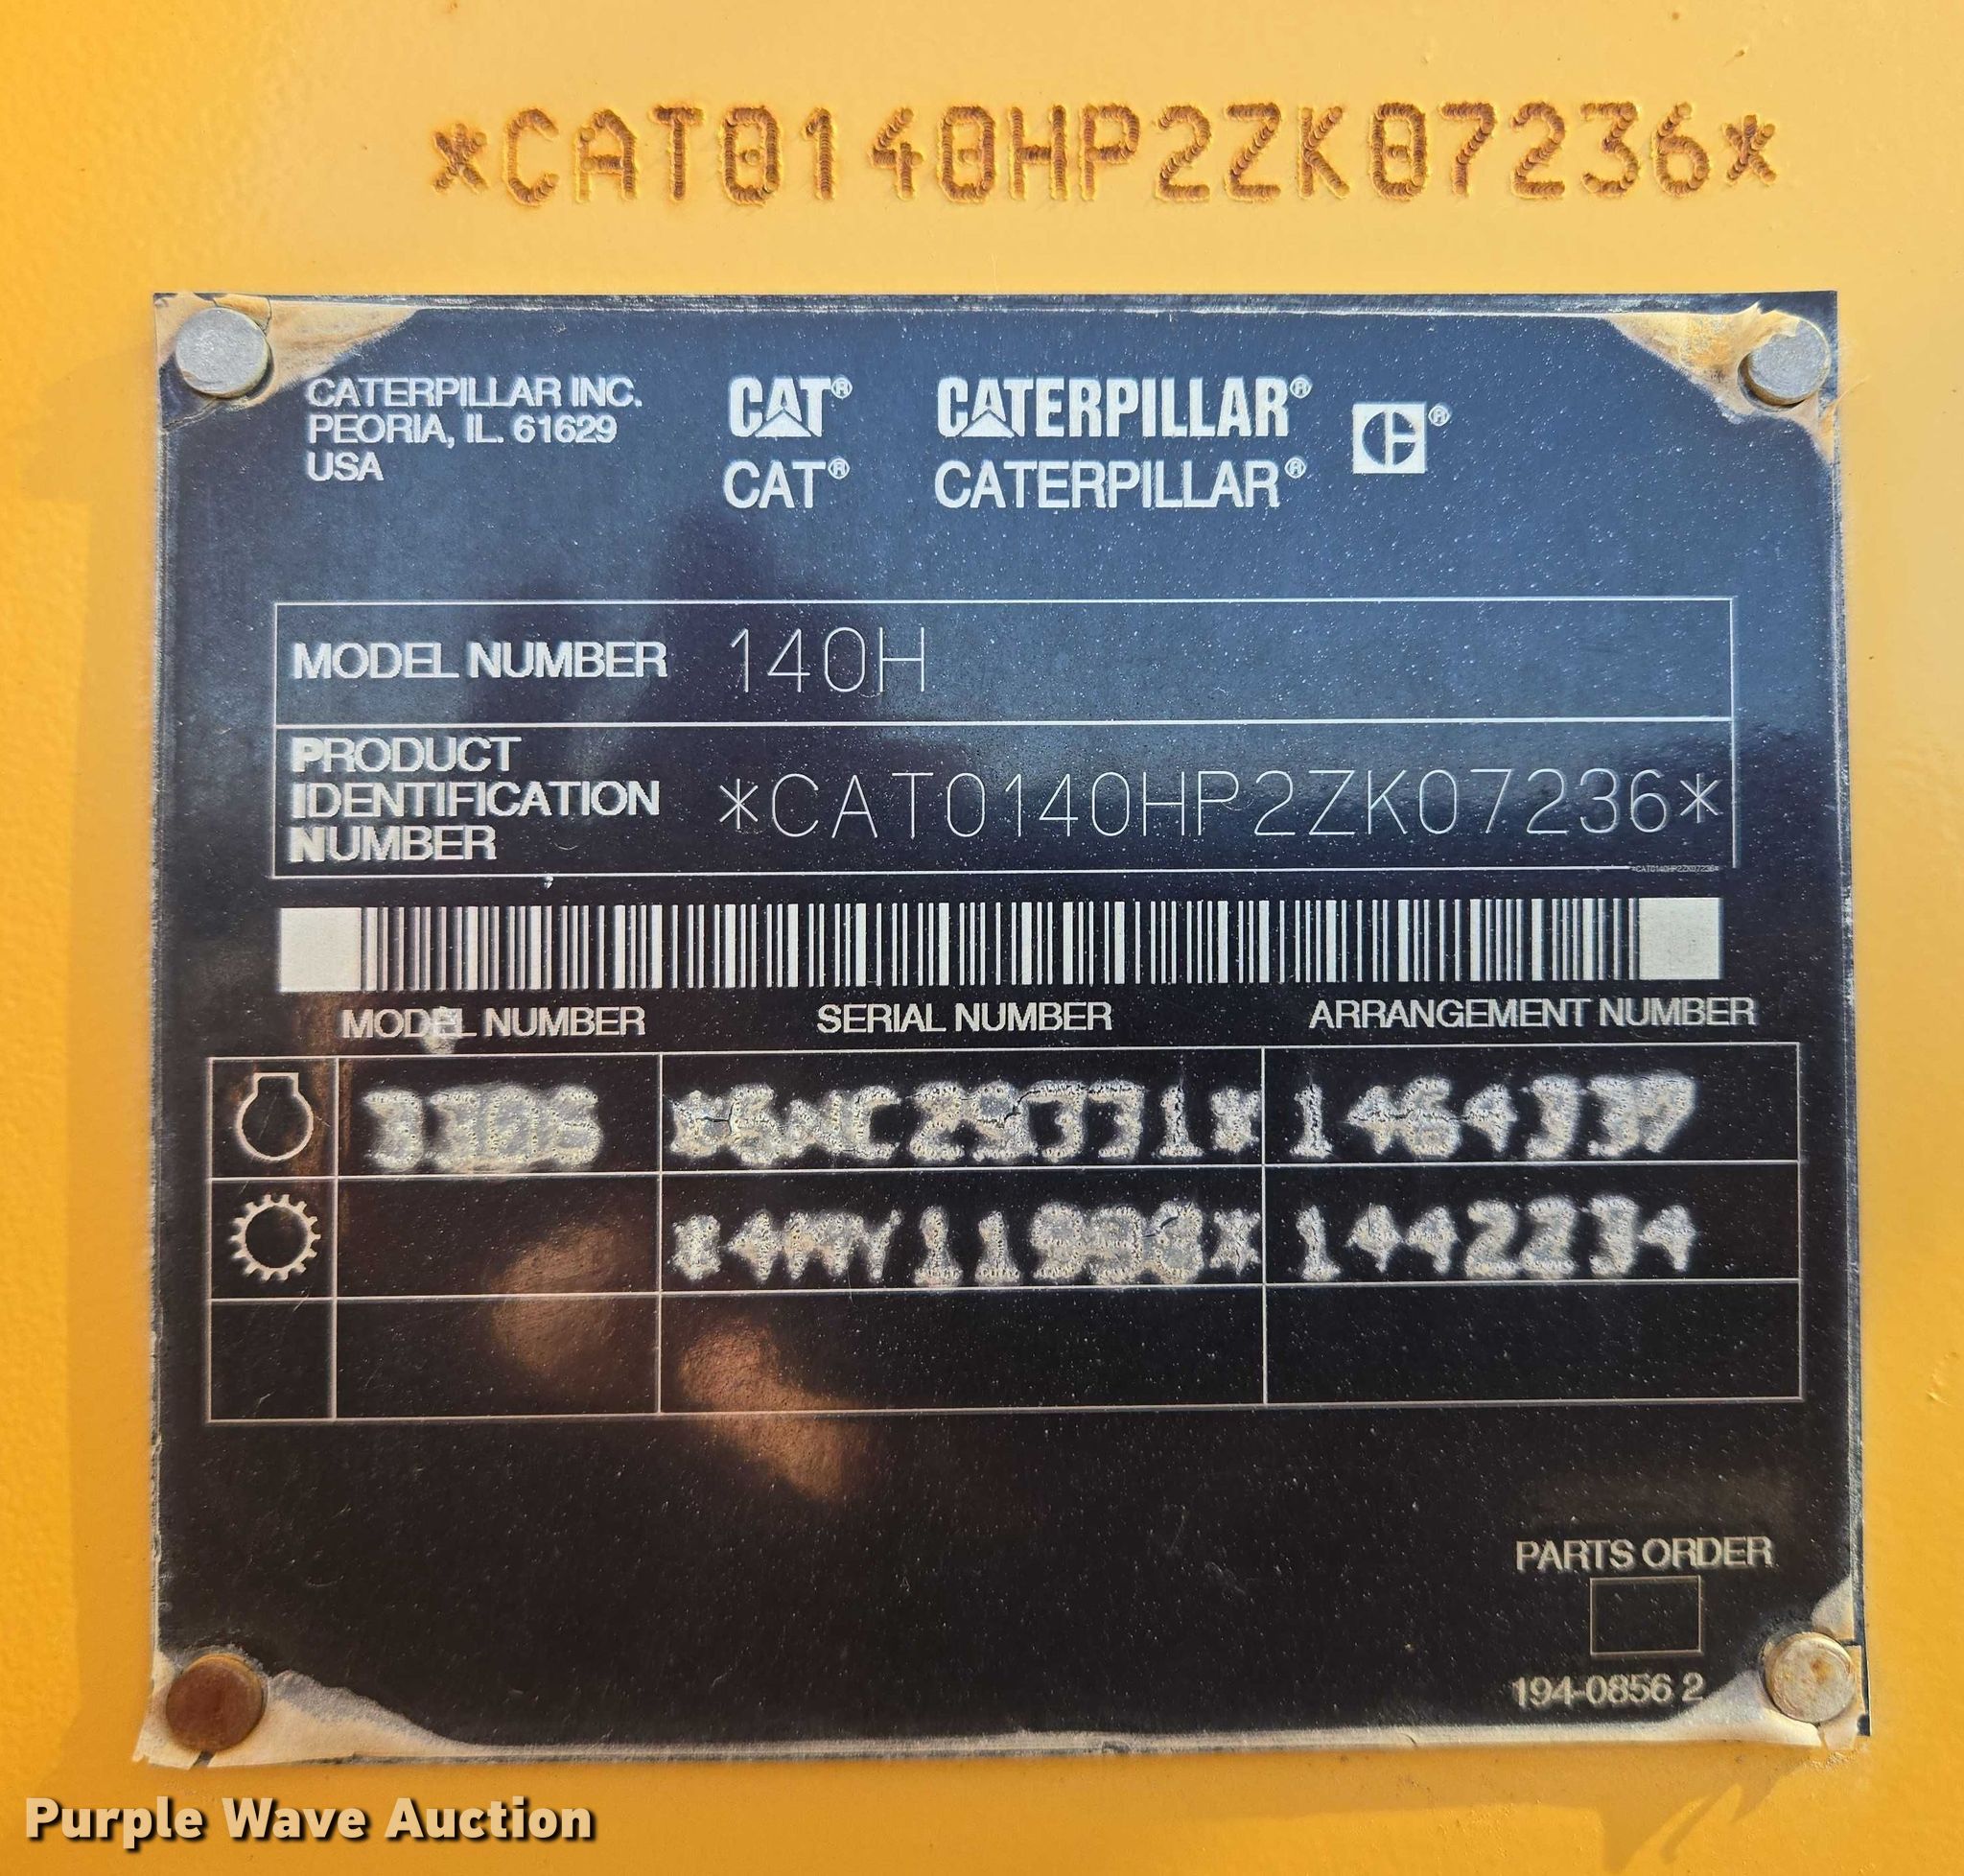 *CAT0140HP2ZK07236*
CATERPILLAR INC.
PEORIA, IL. 61629
USA
CAT® CATERPILLAR®
CAT® CATERPILLAR®
®
MODEL NUMBER 140H
PRODUCT
IDENTIFICATION
NUMBER
*CAT0140HP2ZK07236*
*CAT0140HP2ZK07236*
MODEL NUMBER SERIAL NUMBER ARRANGEMENT NUMBER
1442234
PARTS ORDER
194-0856 2
Purple Wave Auction